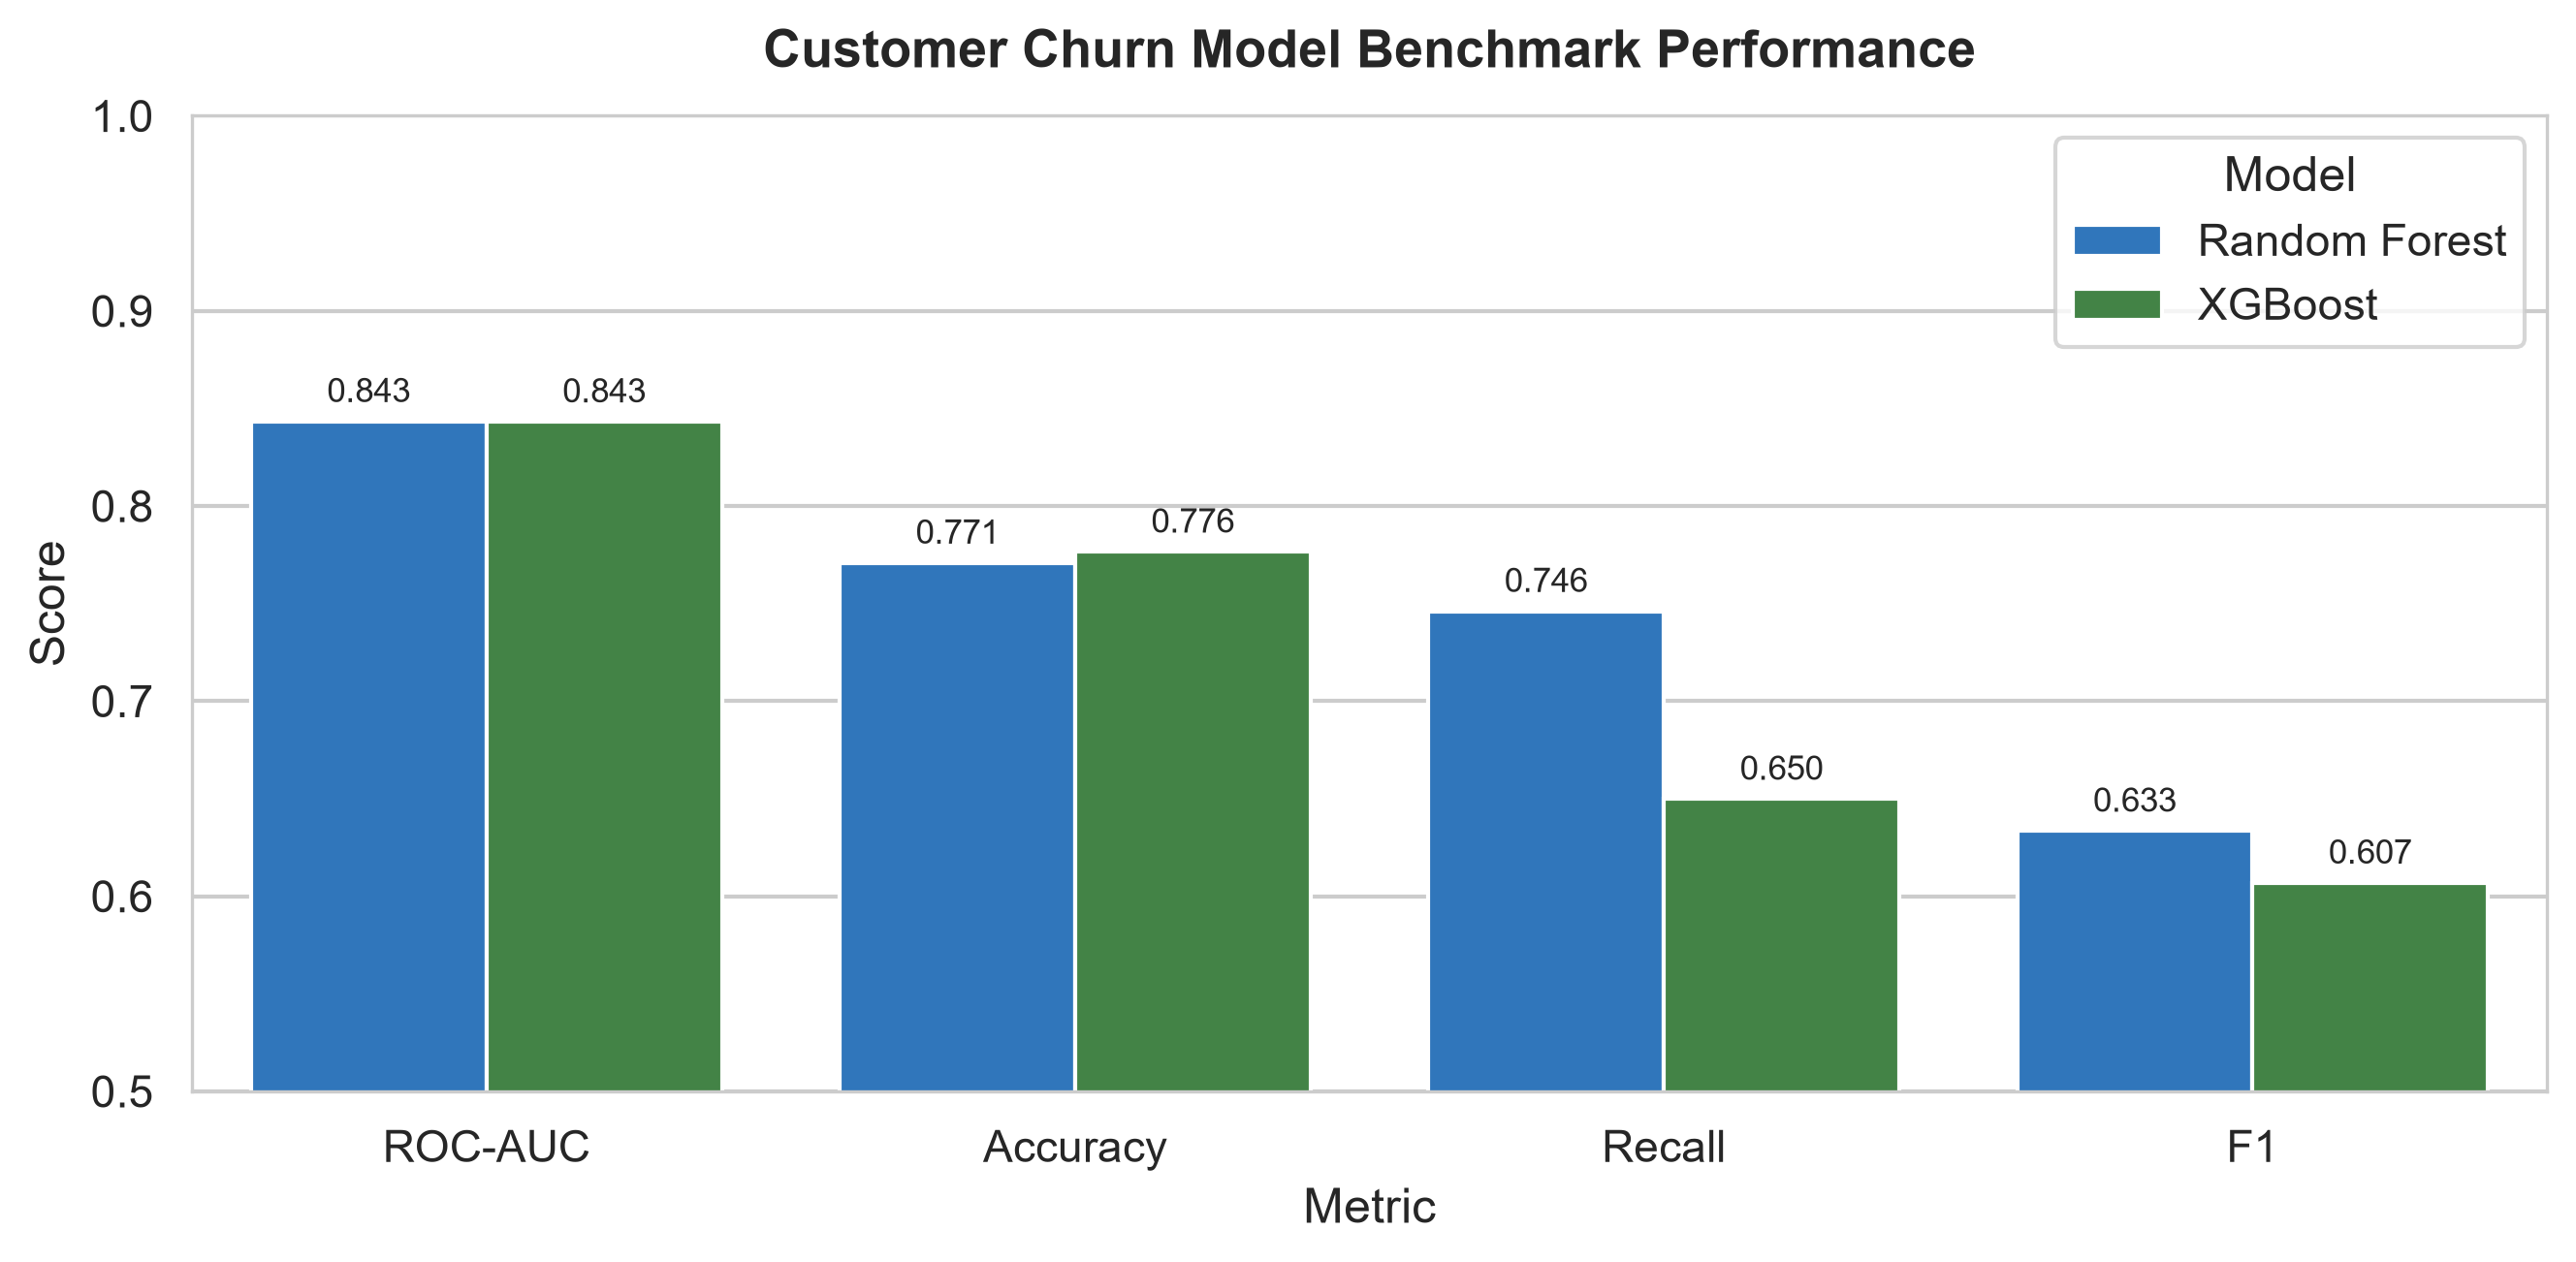 Customer Churn Model Benchmark Performance
1.0
0.9
0.8
0.7
0.6
0.5
Score
Model
Random Forest
XGBoost
0.843
0.843
0.771
0.776
0.746
0.650
0.633
0.607
ROC-AUC
Accuracy
Recall
F1
Metric